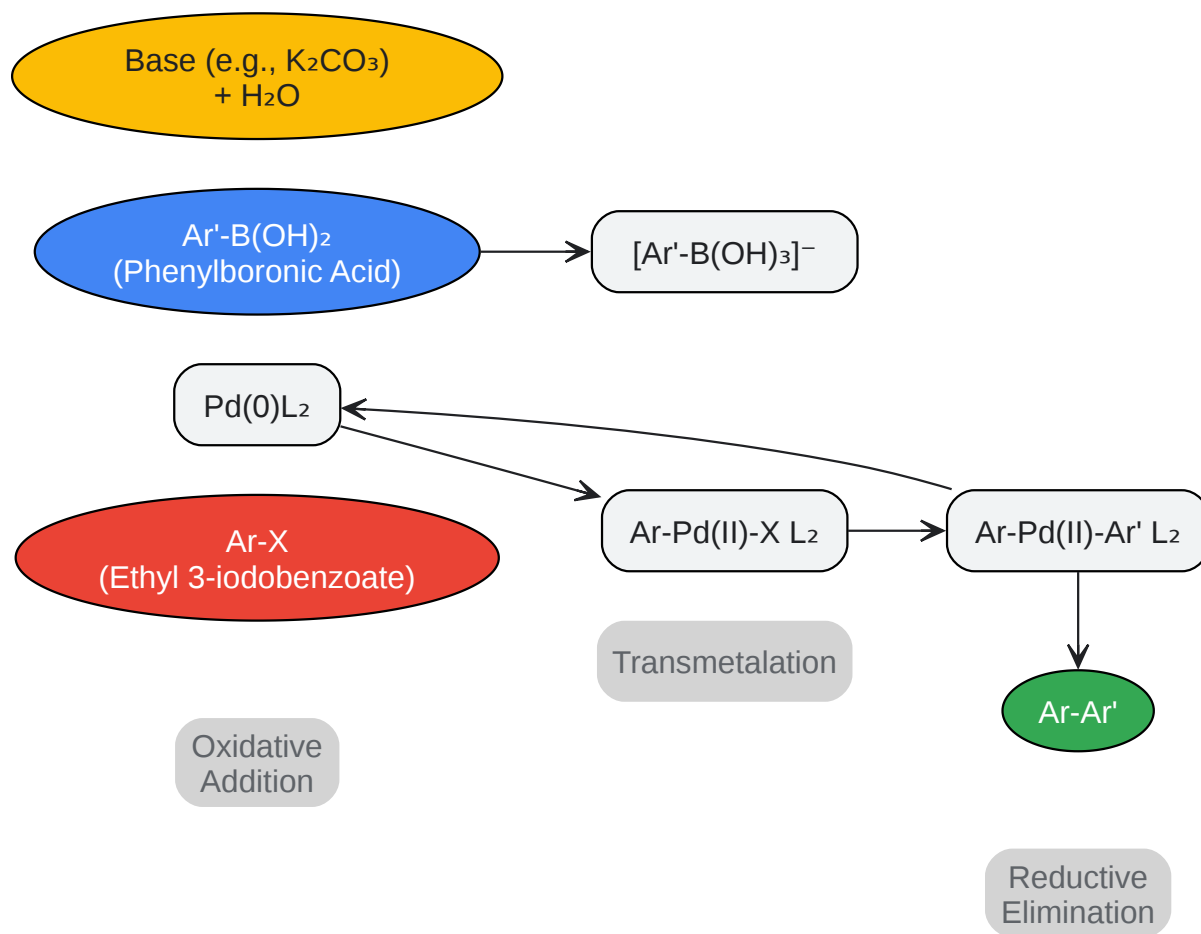 Base (e.g., K₂CO₃)
+ H₂O
Ar'-B(OH)₂
(Phenylboronic Acid)
[Ar'-B(OH)₃]⁻
Pd(0)L₂
Ar-X
(Ethyl 3-iodobenzoate)
Ar-Pd(II)-X L₂
Ar-Pd(II)-Ar' L₂
Transmetalation
Ar-Ar'
Oxidative
Addition
Reductive
Elimination